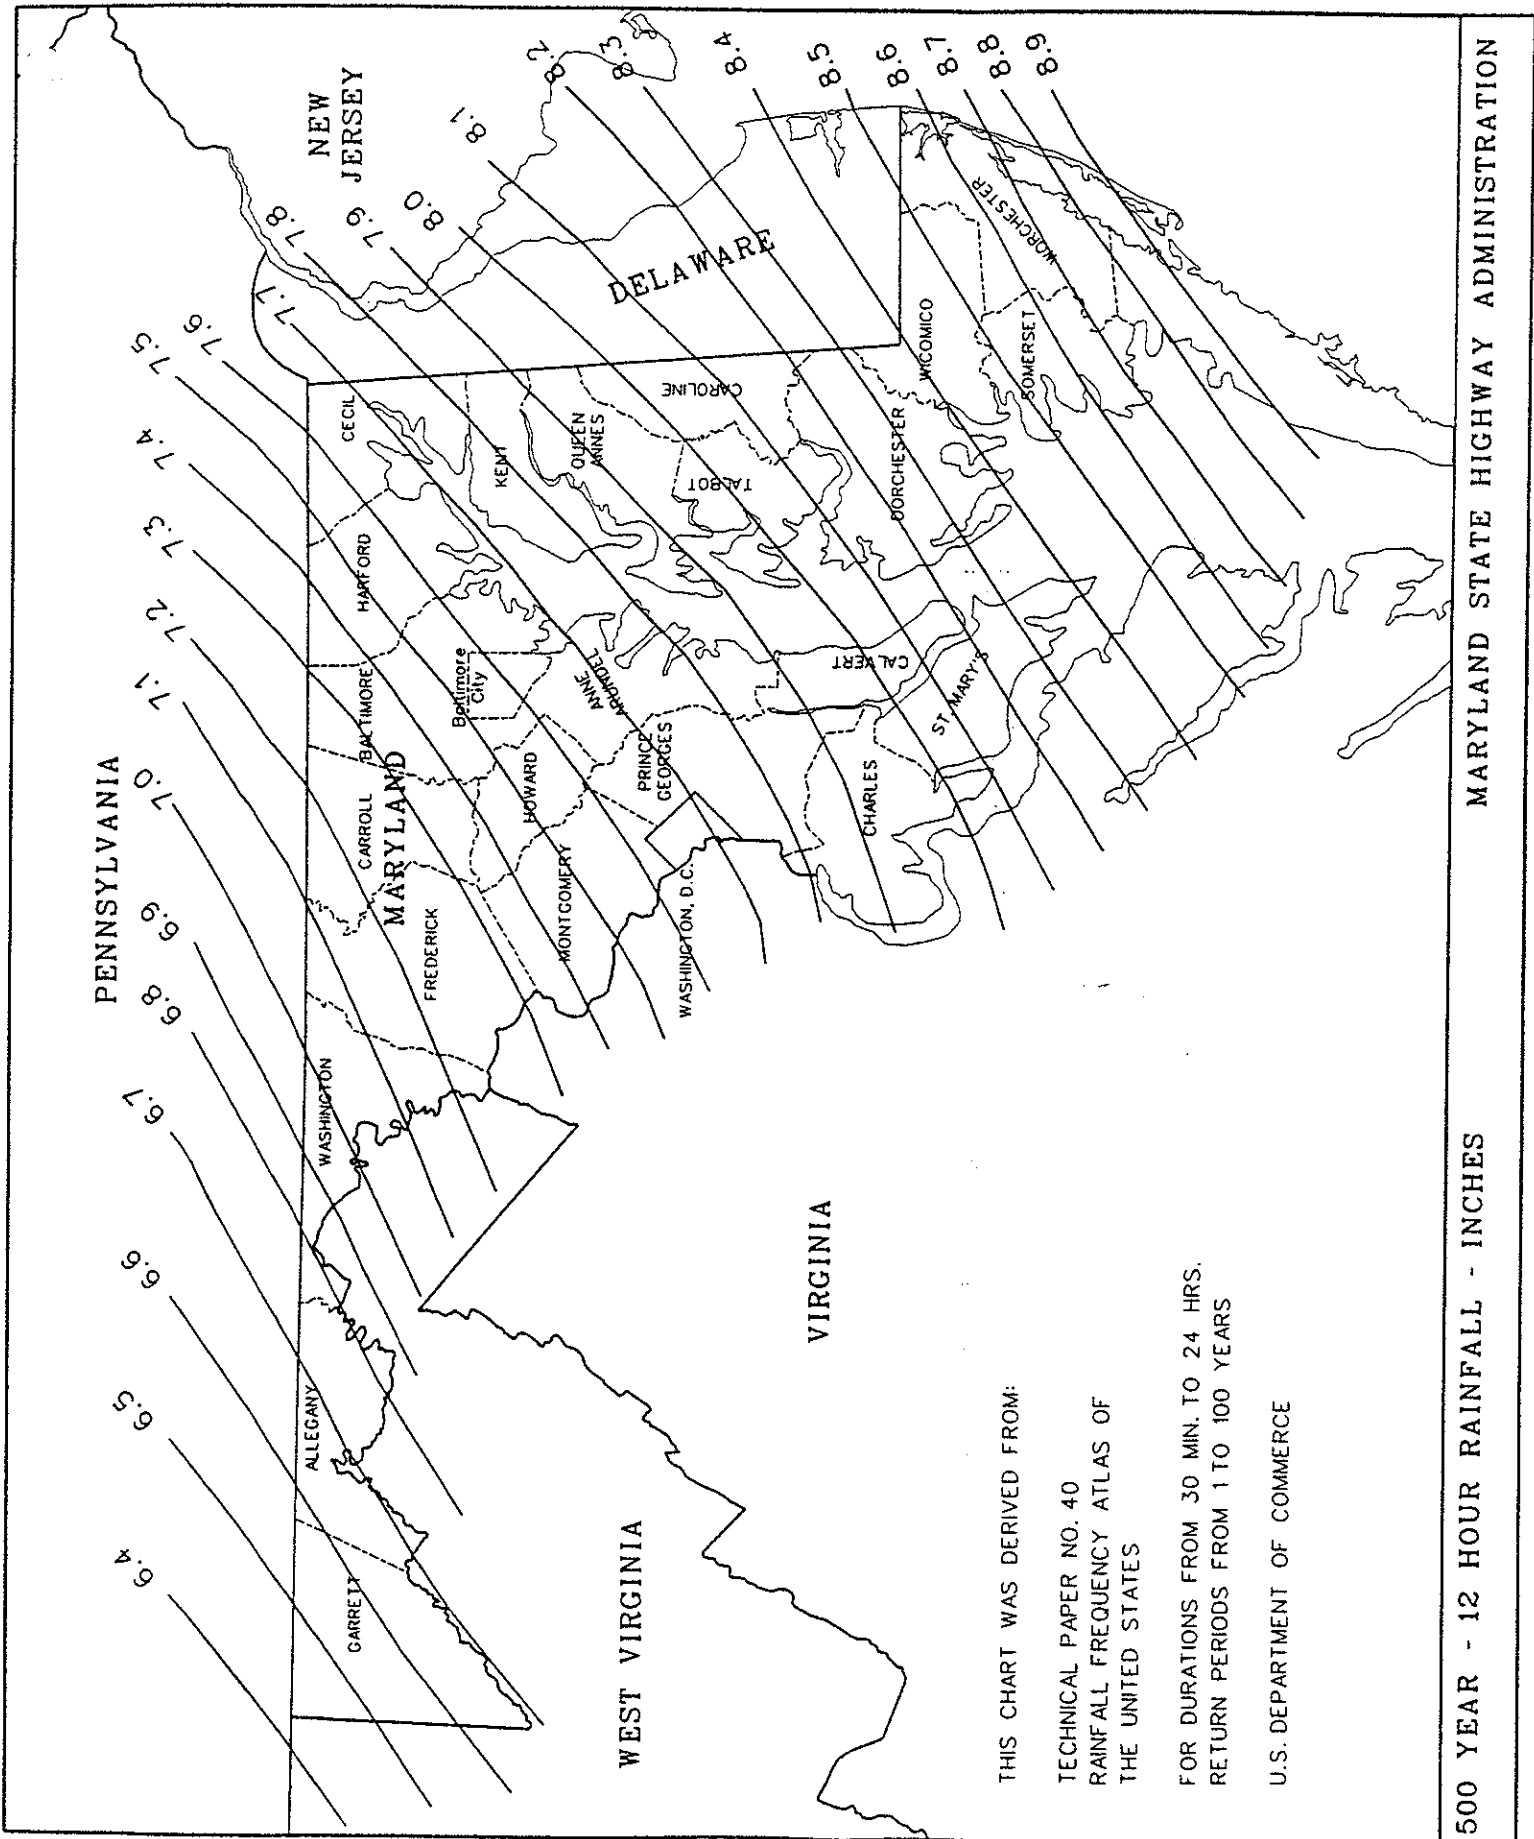 PENNSYLVANIA
NEW
JERSEY
6.4
6.5
6.6
6.7
6.8
6.9
7.0
7.1
7.2
7.3
7.4
7.5
7.6
7.7
7.8
7.9
8.0
8.1
8.2
8.3
8.4
8.5
8.6
8.7
8.8
8.9
GARRETT
ALLEGANY
WASHINGTON
FREDERICK
CARROLL
BALTIMORE
HARFORD
CECIL
MARYLAND
Baltimore
City
HOWARD
MONTGOMERY
KENT
QUEEN
ANNES
ANNE
ARUNDEL
PRINCE
GEORGES
WASHINGTON, D.C.
CAROLINE
TALBOT
DELAWARE
CHARLES
CALVERT
ST. MARY'S
DORCHESTER
WICOMICO
SOMERSET
WORCHESTER
WEST VIRGINIA
VIRGINIA
THIS CHART WAS DERIVED FROM:
TECHNICAL PAPER NO. 40
RAINFALL FREQUENCY ATLAS OF
THE UNITED STATES
FOR DURATIONS FROM 30 MIN. TO 24 HRS.
RETURN PERIODS FROM 1 TO 100 YEARS
U.S. DEPARTMENT OF COMMERCE
500 YEAR - 12 HOUR RAINFALL - INCHES
MARYLAND STATE HIGHWAY ADMINISTRATION